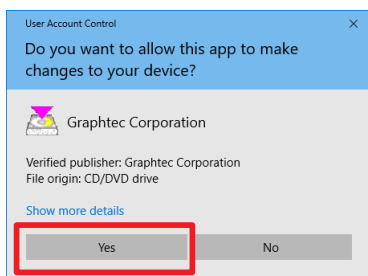 User Account Control
Do you want to allow this app to make
changes to your device?
Graphtec Corporation
Verified publisher: Graphtec Corporation
File origin: CD/DVD drive
Show more details
Yes No